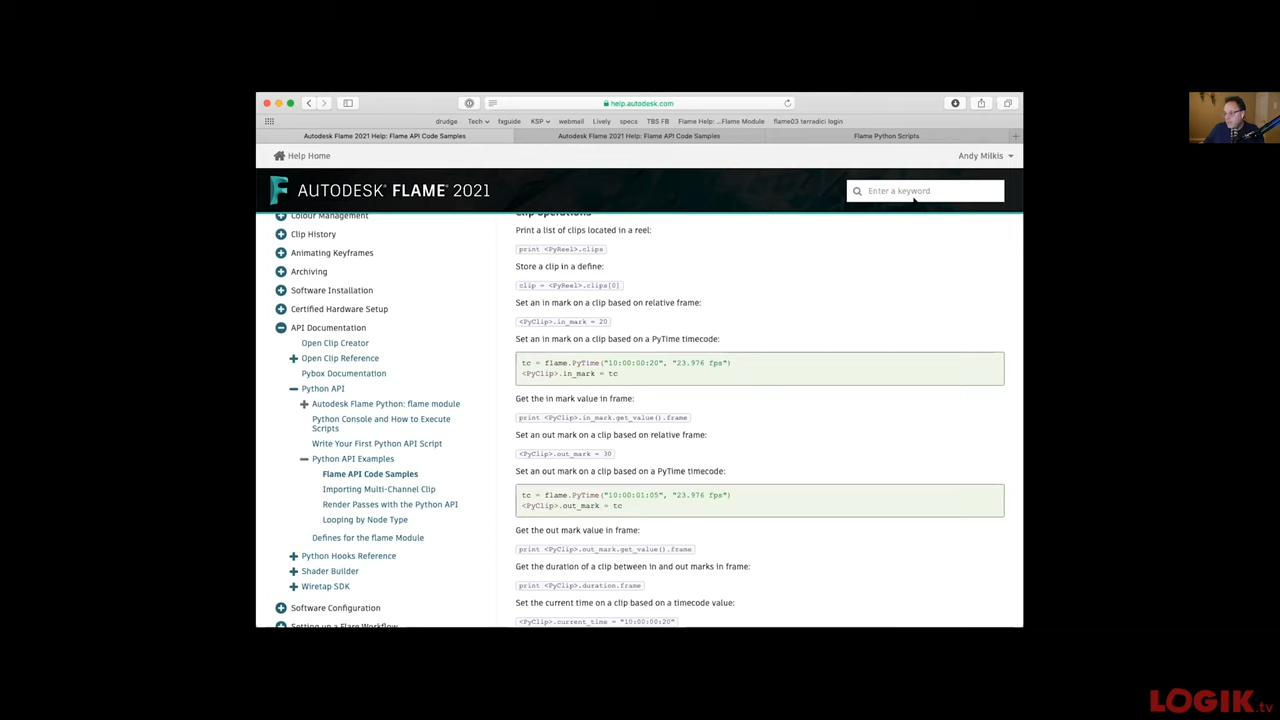 help.autodesk.com
drudge Tech fxguide KSP webmail Lively specs TBS FB Flame Help: ...Flame Module flame03 terradici login
Autodesk Flame 2021 Help: Flame API Code Samples
Autodesk Flame 2021 Help: Flame API Code Samples
Flame Python Scripts
Help Home
Andy Milkis
AUTODESK® FLAME® 2021
Enter a keyword
Colour Management
Clip History
Animating Keyframes
Archiving
Software Installation
Certified Hardware Setup
API Documentation
Open Clip Creator
Open Clip Reference
Pybox Documentation
Python API
Autodesk Flame Python: flame module
Python Console and How to Execute
Scripts
Write Your First Python API Script
Python API Examples
Flame API Code Samples
Importing Multi-Channel Clip
Render Passes with the Python API
Looping by Node Type
Defines for the flame Module
Python Hooks Reference
Shader Builder
Wiretap SDK
Software Configuration
Setting up a Flare Workflow
Clip Operations
Print a list of clips located in a reel:
print <PyReel>.clips
Store a clip in a define:
clip = <PyReel>.clips[0]
Set an in mark on a clip based on relative frame:
<PyClip>.in_mark = 20
Set an in mark on a clip based on a PyTime timecode:
tc = flame.PyTime("10:00:00:20", "23.976 fps")
<PyClip>.in_mark = tc
Get the in mark value in frame:
print <PyClip>.in_mark.get_value().frame
Set an out mark on a clip based on relative frame:
<PyClip>.out_mark = 30
Set an out mark on a clip based on a PyTime timecode:
tc = flame.PyTime("10:00:01:05", "23.976 fps")
<PyClip>.out_mark = tc
Get the out mark value in frame:
print <PyClip>.out_mark.get_value().frame
Get the duration of a clip between in and out marks in frame:
print <PyClip>.duration.frame
Set the current time on a clip based on a timecode value:
<PyClip>.current_time = "10:00:00:20"
LOGIK.tv